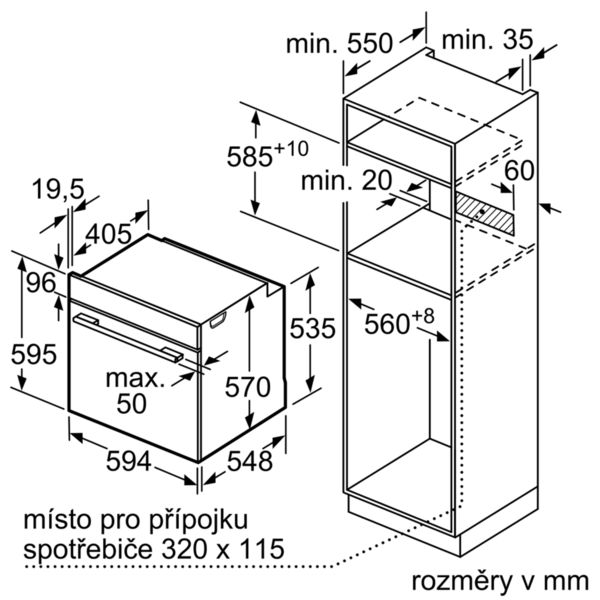 min. 550
min. 35
585+10
min. 20
60
19,5
405
96
595
535
560+8
max.
50
570
594
548
místo pro přípojku
spotřebiče 320 x 115
rozměry v mm